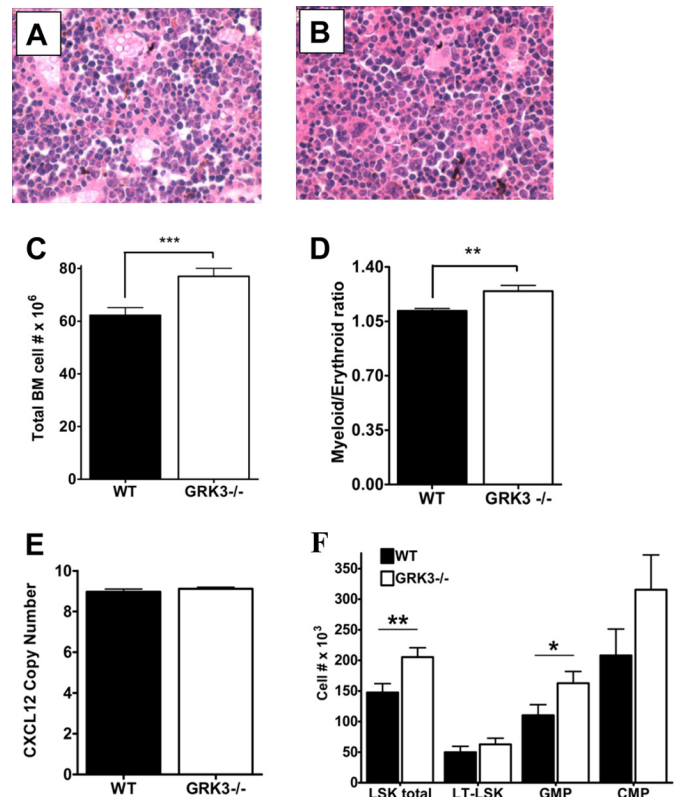 A
B
C
***
Total BM cell # x 10⁶
80
60
40
20
0
WT
GRK3-/-
D
**
Myeloid/Erythroid ratio
1.40
1.05
0.70
0.35
0.00
WT
GRK3 -/-
E
CXCL12 Copy Number
10
8
6
4
2
0
WT
GRK3-/-
F
WT
GRK3-/-
Cell # x 10³
350
300
250
200
150
100
50
0
**
*
LSK total
LT-LSK
GMP
CMP